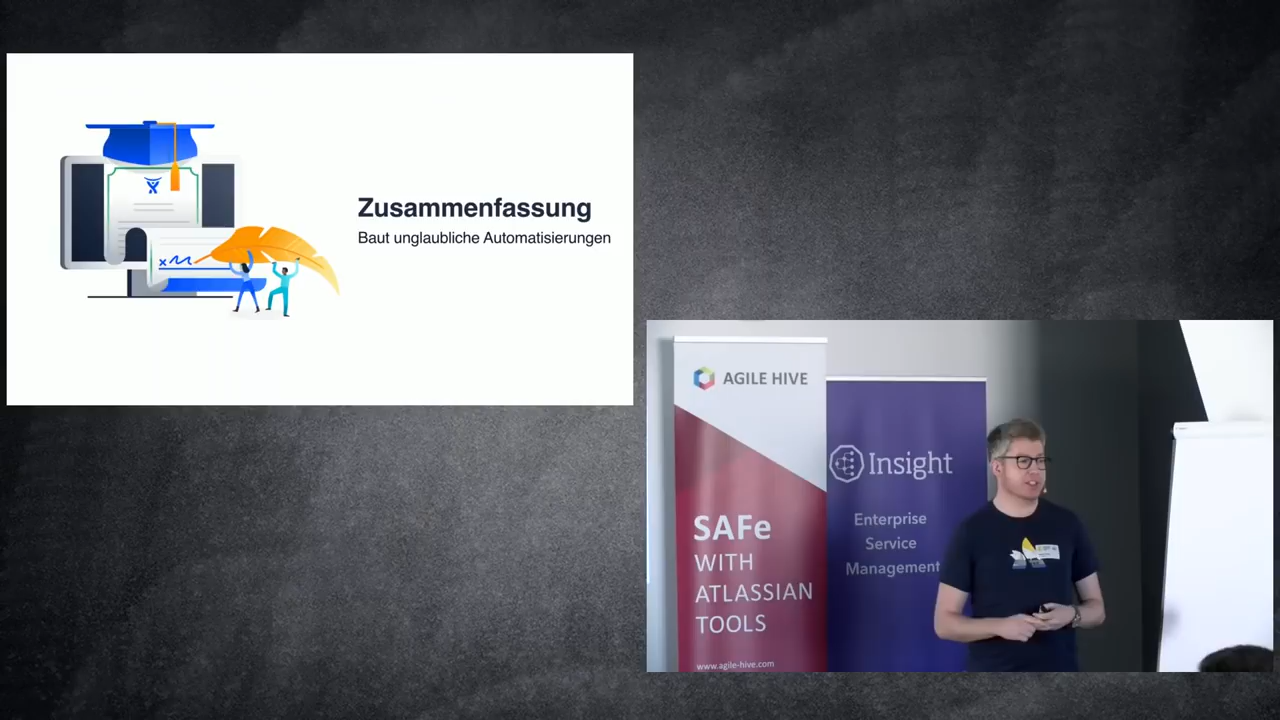 Zusammenfassung
Baut unglaubliche Automatisierungen
AGILE HIVE
SAFe
WITH
ATLASSIAN
TOOLS
www.agile-hive.com
Insight
Enterprise
Service
Management